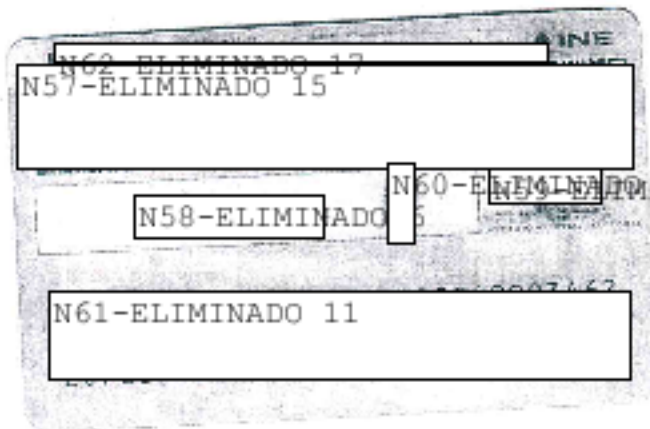 INE
N62-ELIMINADO 17
N57-ELIMINADO 15
N60-ELIMINADO
N58-ELIMINADO 6
N61-ELIMINADO 11